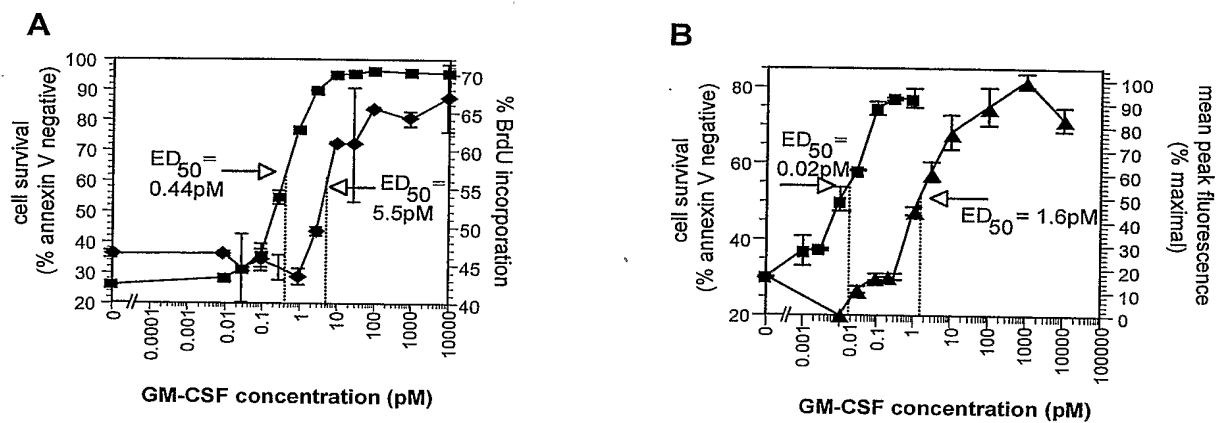 A
cell survival
(% annexin V negative)
100
90
80
70
60
50
40
30
20
ED50=
0.44pM
ED50=
5.5pM
70
65
60
55
50
45
40
% BrdU incorporation
0
0.0001
0.001
0.01
0.1
1
10
100
1000
10000
GM-CSF concentration (pM)
B
cell survival
(% annexin V negative)
80
60
40
20
ED50=
0.02pM
ED50 = 1.6pM
100
90
80
70
60
50
40
30
20
10
0
mean peak fluorescence
(% maximal)
0
0.001
0.01
0.1
1
10
100
1000
10000
100000
GM-CSF concentration (pM)